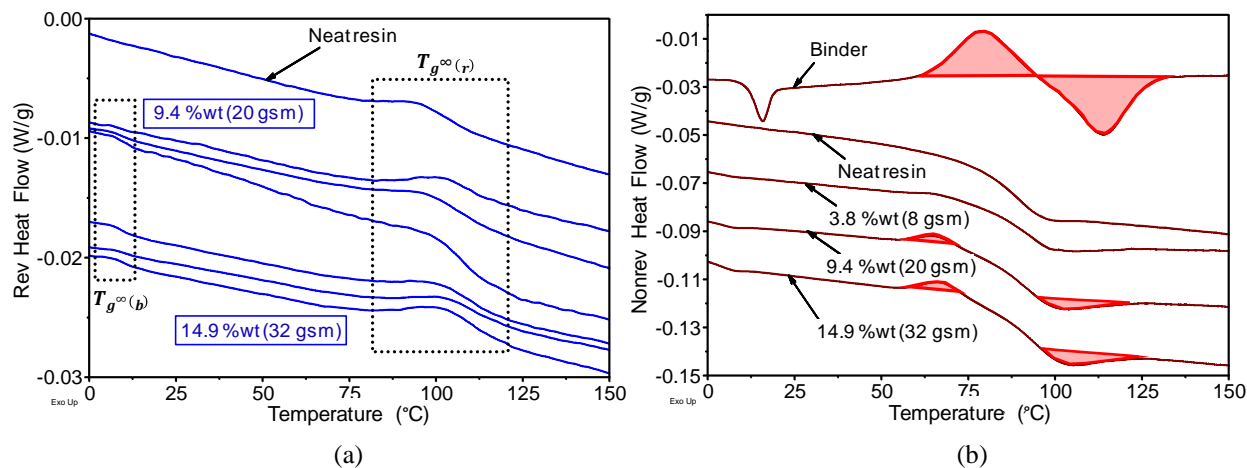 0.00
-0.01
-0.02
-0.03
Rev Heat Flow (W/g)
Neat resin
T_g^∞(r)
9.4 %wt (20 gsm)
T_g^∞(b)
14.9 %wt (32 gsm)
0 25 50 75 100 125 150
Exo Up
Temperature (°C)
(a)
-0.01
-0.03
-0.05
-0.07
-0.09
-0.11
-0.13
-0.15
Nonrev Heat Flow (W/g)
Binder
Neat resin
3.8 %wt (8 gsm)
9.4 %wt (20 gsm)
14.9 %wt (32 gsm)
0 25 50 75 100 125 150
Exo Up
Temperature (°C)
(b)